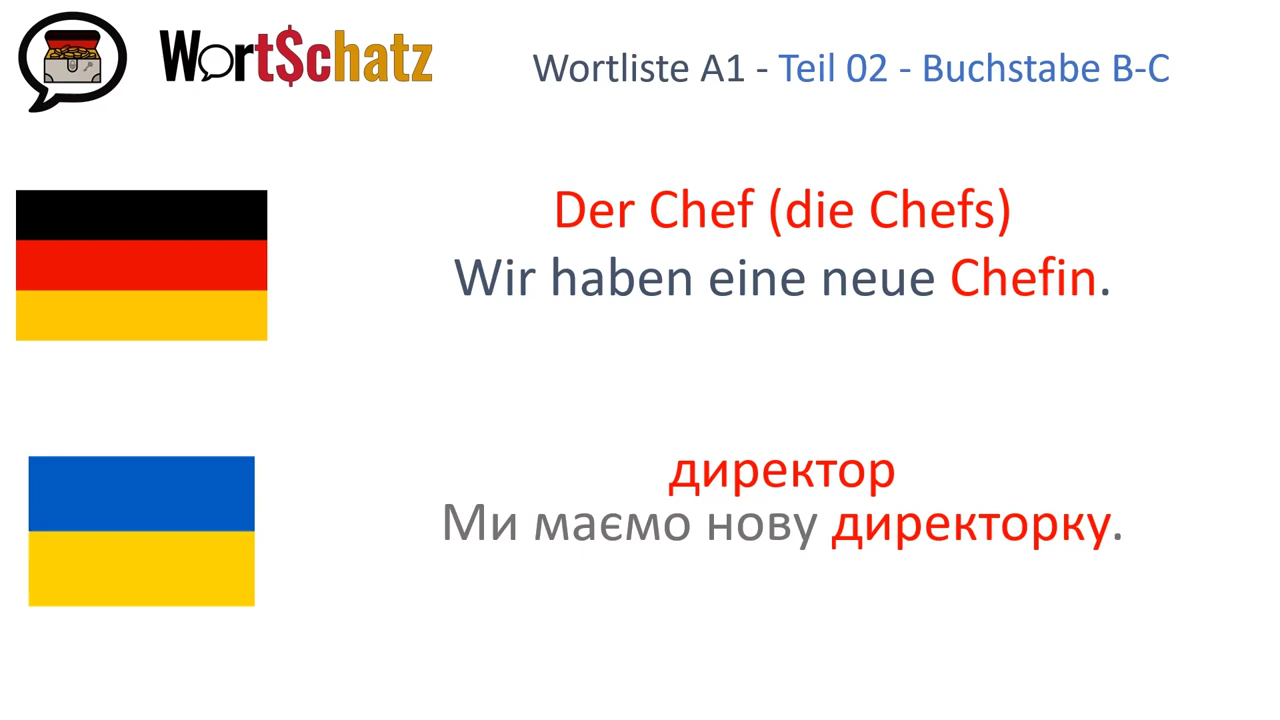 Wort$chatz
Wortliste A1 - Teil 02 - Buchstabe B-C
Der Chef (die Chefs)
Wir haben eine neue Chefin.
директор
Ми маємо нову директорку.